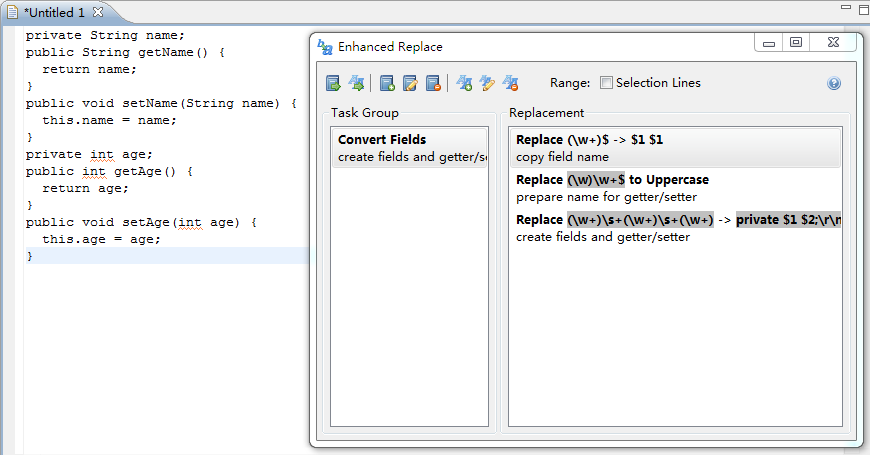 *Untitled 1
private String name;
public String getName() {
  return name;
}
public void setName(String name) {
  this.name = name;
}
private int age;
public int getAge() {
  return age;
}
public void setAge(int age) {
  this.age = age;
}
Enhanced Replace
Range: Selection Lines
Task Group
Convert Fields
create fields and getter/se
Replacement
Replace (\w+)$ -> $1 $1
copy field name
Replace (\w)\w+$ to Uppercase
prepare name for getter/setter
Replace (\w+)\s+(\w+)\s+(\w+) -> private $1 $2;\r\n
create fields and getter/setter